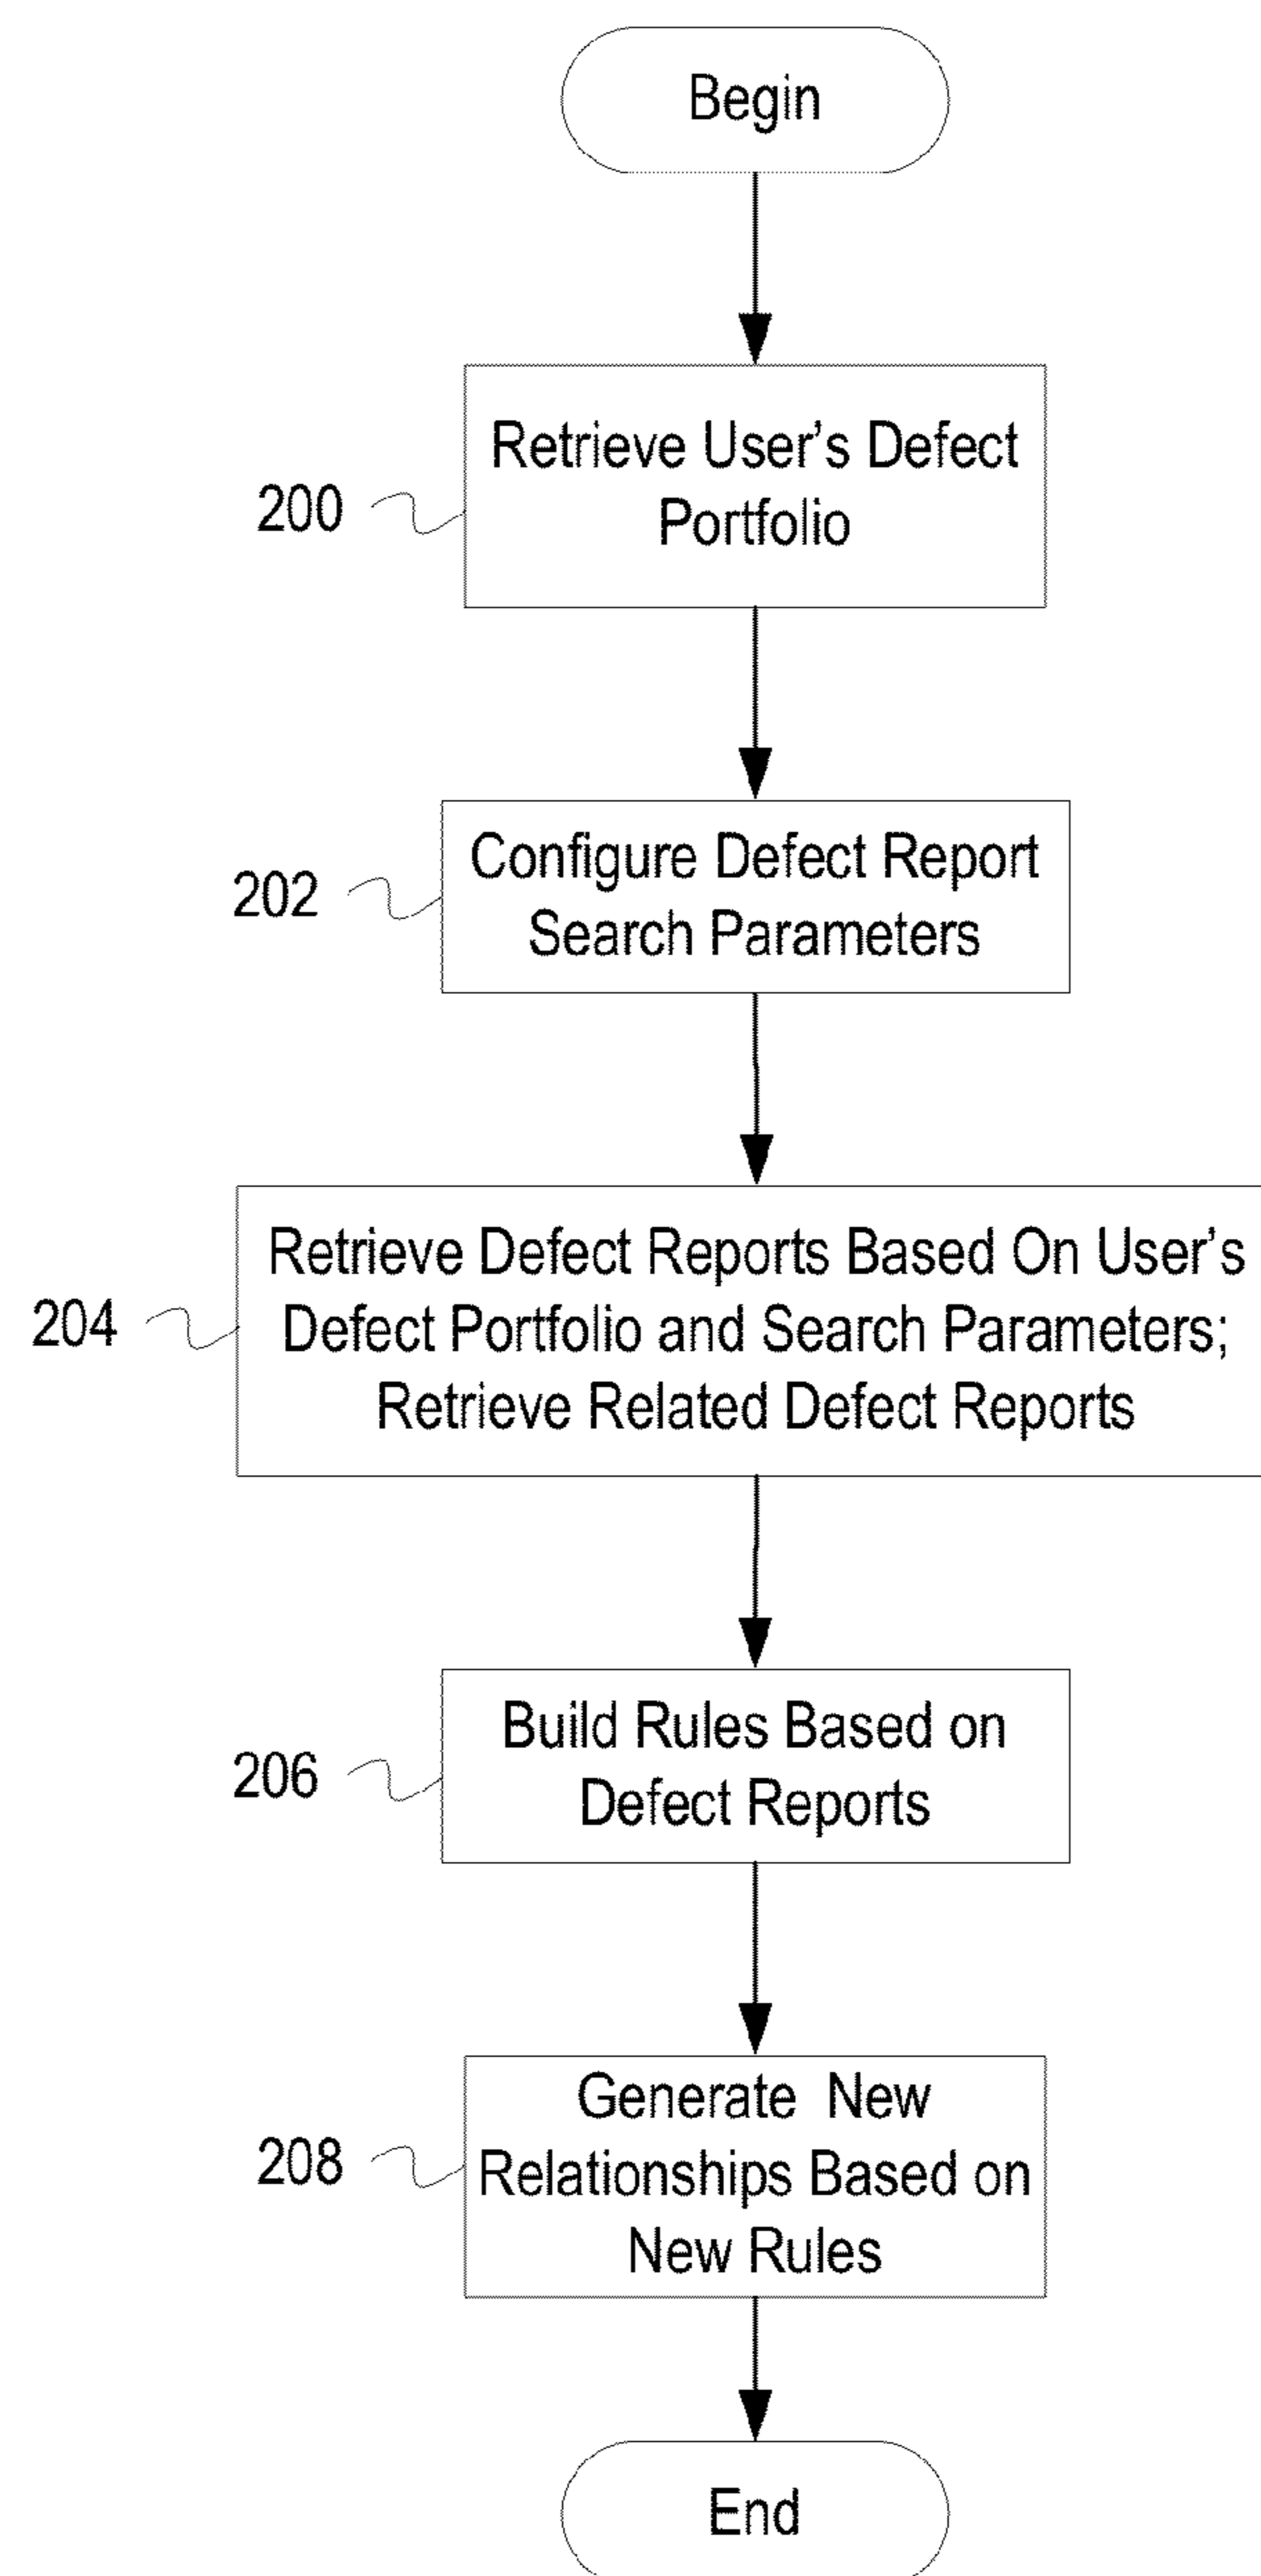 Begin
Retrieve User's Defect
Portfolio
200
Configure Defect Report
Search Parameters
202
Retrieve Defect Reports Based On User's
Defect Portfolio and Search Parameters;
Retrieve Related Defect Reports
204
Build Rules Based on
Defect Reports
206
Generate New
Relationships Based on
New Rules
208
End